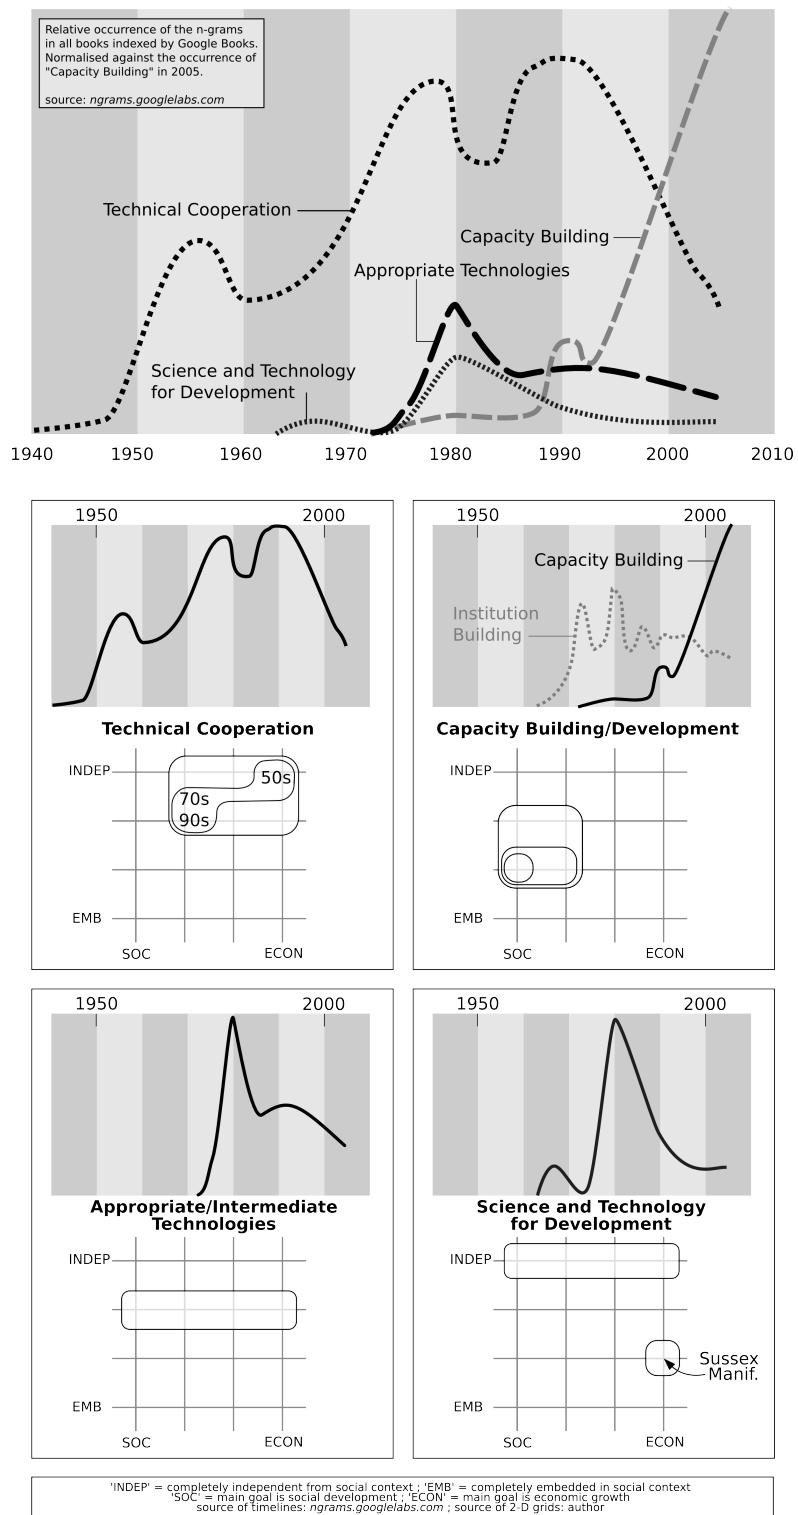 Relative occurrence of the n-grams
in all books indexed by Google Books.
Normalised against the occurrence of
"Capacity Building" in 2005.
source: ngrams.googlelabs.com
Technical Cooperation
Capacity Building
Appropriate Technologies
Science and Technology
for Development
1940 1950 1960 1970 1980 1990 2000 2010
1950 2000
Technical Cooperation
INDEP
50s
70s
90s
EMB
SOC ECON
1950 2000
Capacity Building
Institution
Building
Capacity Building/Development
INDEP
EMB
SOC ECON
1950 2000
Appropriate/Intermediate
Technologies
INDEP
EMB
SOC ECON
1950 2000
Science and Technology
for Development
INDEP
Sussex
Manif.
EMB
SOC ECON
'INDEP' = completely independent from social context ; 'EMB' = completely embedded in social context
'SOC' = main goal is social development ; 'ECON' = main goal is economic growth
source of timelines: ngrams.googlelabs.com ; source of 2-D grids: author